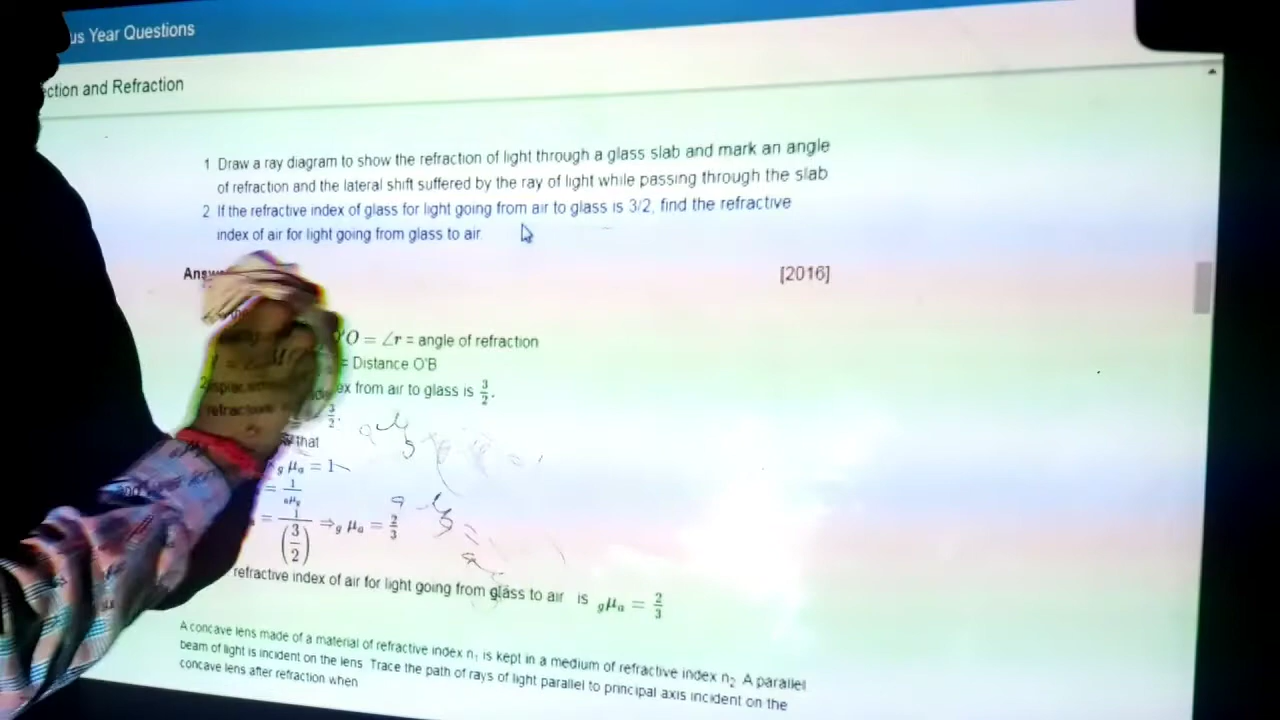 us Year Questions
ction and Refraction
1 Draw a ray diagram to show the refraction of light through a glass slab and mark an angle
of refraction and the lateral shift suffered by the ray of light while passing through the slab
2 If the refractive index of glass for light going from air to glass is 3/2, find the refractive
index of air for light going from glass to air.
Answ
[2016]
O = ∠r = angle of refraction
= Distance O'B
ex from air to glass is 3/2.
3/2.
that
gμa = 1
= 1/aμg
= 1/(3/2) ⇒ gμa = 2/3
refractive index of air for light going from glass to air is gμa = 2/3
A concave lens made of a material of refractive index n1 is kept in a medium of refractive index n2 A parallel
beam of light is incident on the lens Trace the path of rays of light parallel to principal axis incident on the
concave lens after refraction when